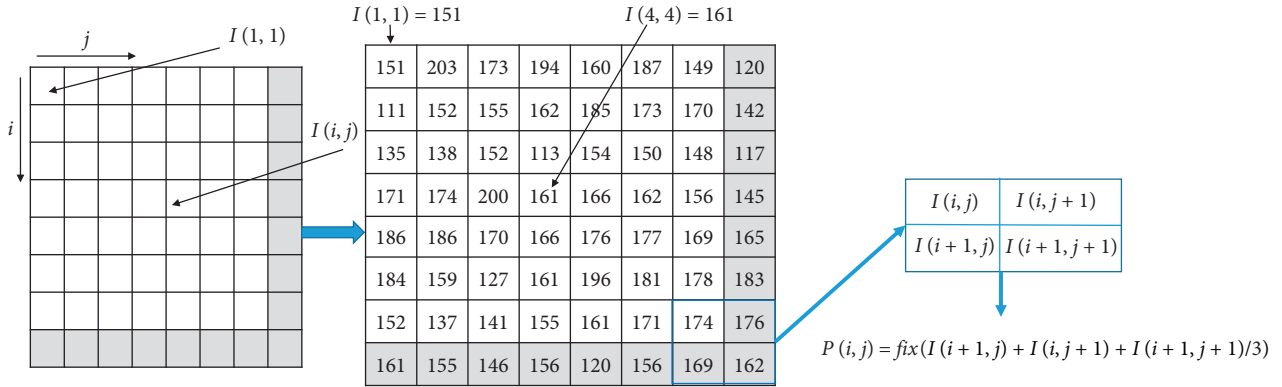 I (1, 1) = 151
I (4, 4) = 161
j
I (1, 1)
i
I (i, j)
151 203 173 194 160 187 149 120
111 152 155 162 185 173 170 142
135 138 152 113 154 150 148 117
171 174 200 161 166 162 156 145
186 186 170 166 176 177 169 165
184 159 127 161 196 181 178 183
152 137 141 155 161 171 174 176
161 155 146 156 120 156 169 162
I (i, j) I (i, j + 1)
I (i + 1, j) I (i + 1, j + 1)
P (i, j) = fix(I (i + 1, j) + I (i, j + 1) + I (i + 1, j + 1)/3)